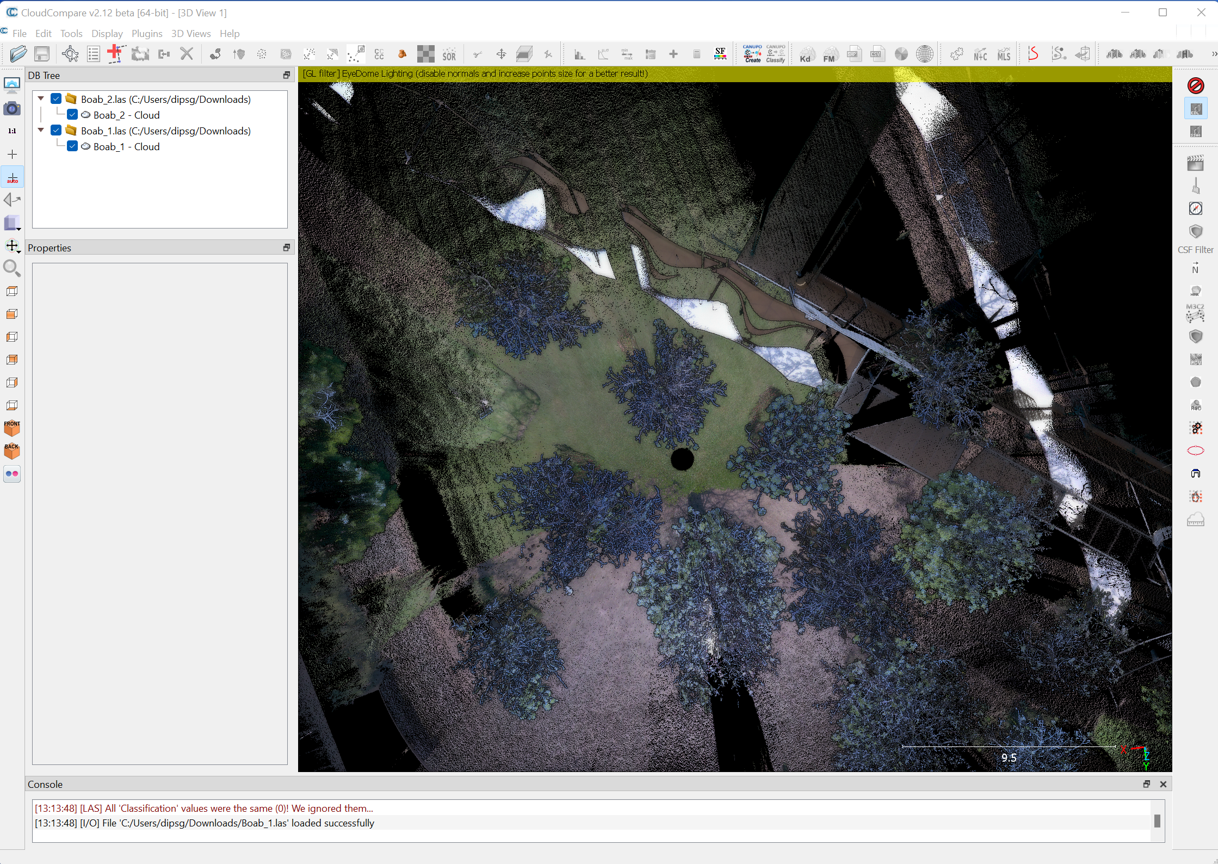 CloudCompare v2.12 beta [64-bit] - [3D View 1]
File Edit Tools Display Plugins 3D Views Help
SOR
SF
CANUPO Create
CANUPO Classify
Kd
FM
N+C
MLS
DB Tree
Boab_2.las (C:/Users/dipsg/Downloads)
Boab_2 - Cloud
Boab_1.las (C:/Users/dipsg/Downloads)
Boab_1 - Cloud
Properties
1:1
auto
FRONT
BACK
[GL filter] EyeDome Lighting (disable normals and increase points size for a better result!)
9.5
Y
CSF Filter
N
M3C2
Console
[13:13:48] [LAS] All 'Classification' values were the same (0)! We ignored them...
[13:13:48] [I/O] File 'C:/Users/dipsg/Downloads/Boab_1.las' loaded successfully